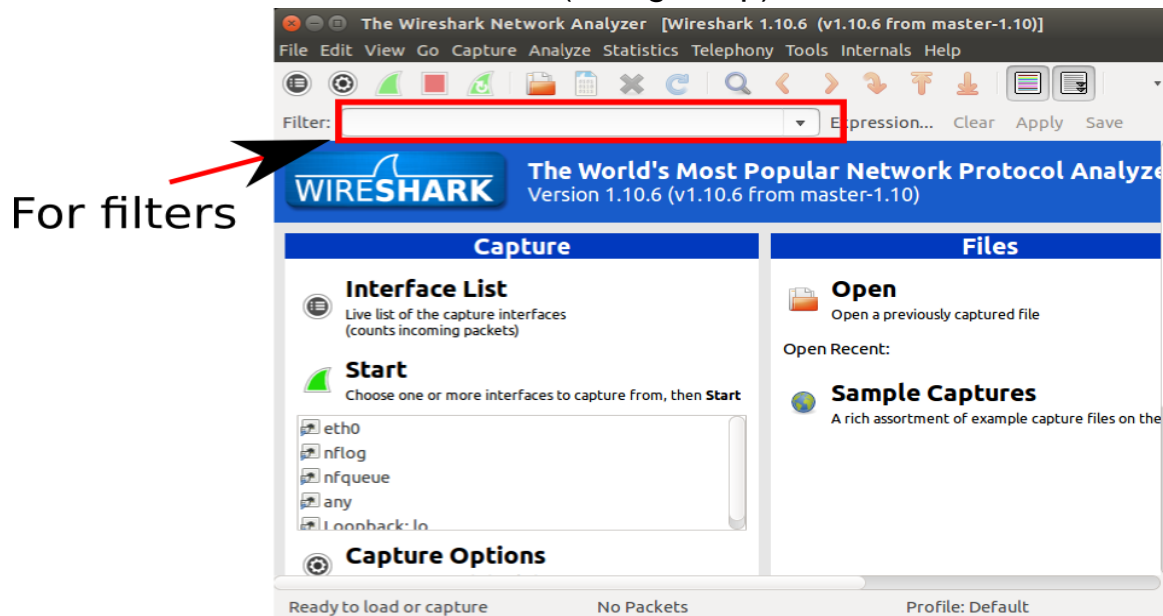 The Wireshark Network Analyzer [Wireshark 1.10.6 (v1.10.6 from master-1.10)]
File Edit View Go Capture Analyze Statistics Telephony Tools Internals Help
Filter: Expression... Clear Apply Save
For filters
WIRESHARK
The World's Most Popular Network Protocol Analyze
Version 1.10.6 (v1.10.6 from master-1.10)
Capture
Interface List
Live list of the capture interfaces
(counts incoming packets)
Start
Choose one or more interfaces to capture from, then Start
eth0
nflog
nfqueue
any
Loopback: lo
Capture Options
Files
Open
Open a previously captured file
Open Recent:
Sample Captures
A rich assortment of example capture files on the
Ready to load or capture No Packets Profile: Default